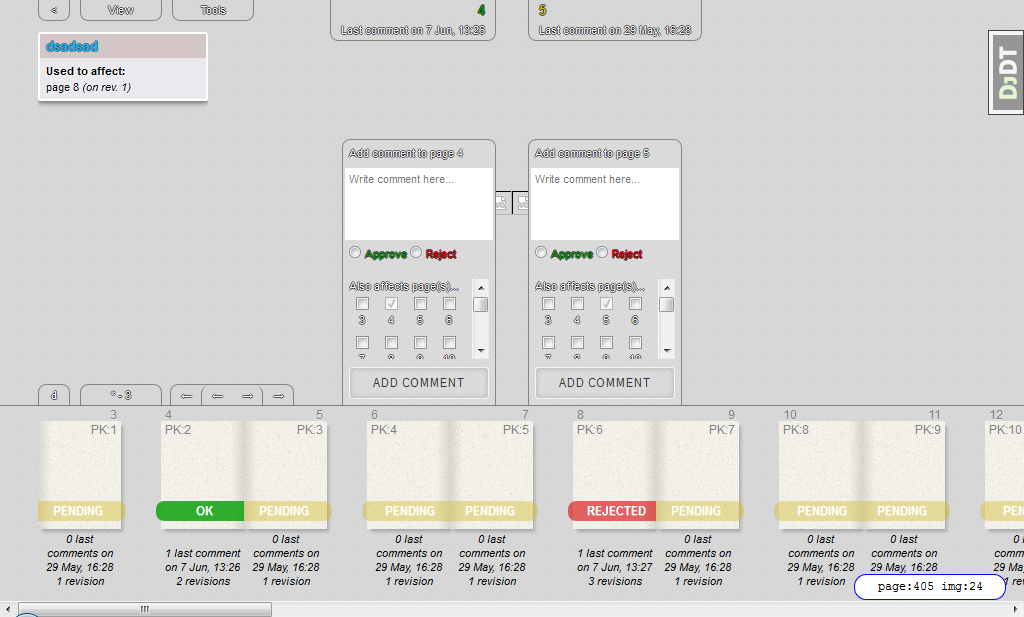 <
View
Tools
4
Last comment on 7 Jun, 13:26
5
Last comment on 29 May, 16:28
dsadsad
Used to affect:
page 8 (on rev. 1)
DJDT
Add comment to page 4
Write comment here...
Approve Reject
Also affects page(s)...
3 4 5 6
7 8 9 10
ADD COMMENT
Add comment to page 5
Write comment here...
Approve Reject
Also affects page(s)...
3 4 5 6
7 8 9 10
ADD COMMENT
d
* - 3
← ← → →
3
PK:1
PENDING
0 last
comments on
29 May, 16:28
1 revision
4
PK:2
OK
1 last comment
on 7 Jun, 13:26
2 revisions
5
PK:3
PENDING
0 last
comments on
29 May, 16:28
1 revision
6
PK:4
PENDING
0 last
comments on
29 May, 16:28
1 revision
7
PK:5
PENDING
0 last
comments on
29 May, 16:28
1 revision
8
PK:6
REJECTED
1 last comment
on 7 Jun, 13:27
3 revisions
9
PK:7
PENDING
0 last
comments on
29 May, 16:28
1 revision
10
PK:8
PENDING
0 last
comments on
29 May, 16:28
1 revision
11
PK:9
PENDING
0 last
comments on
29 May, 16:28
12
PK:10
PEN
0 l
comm
29 May
1 re
page:405 img:24